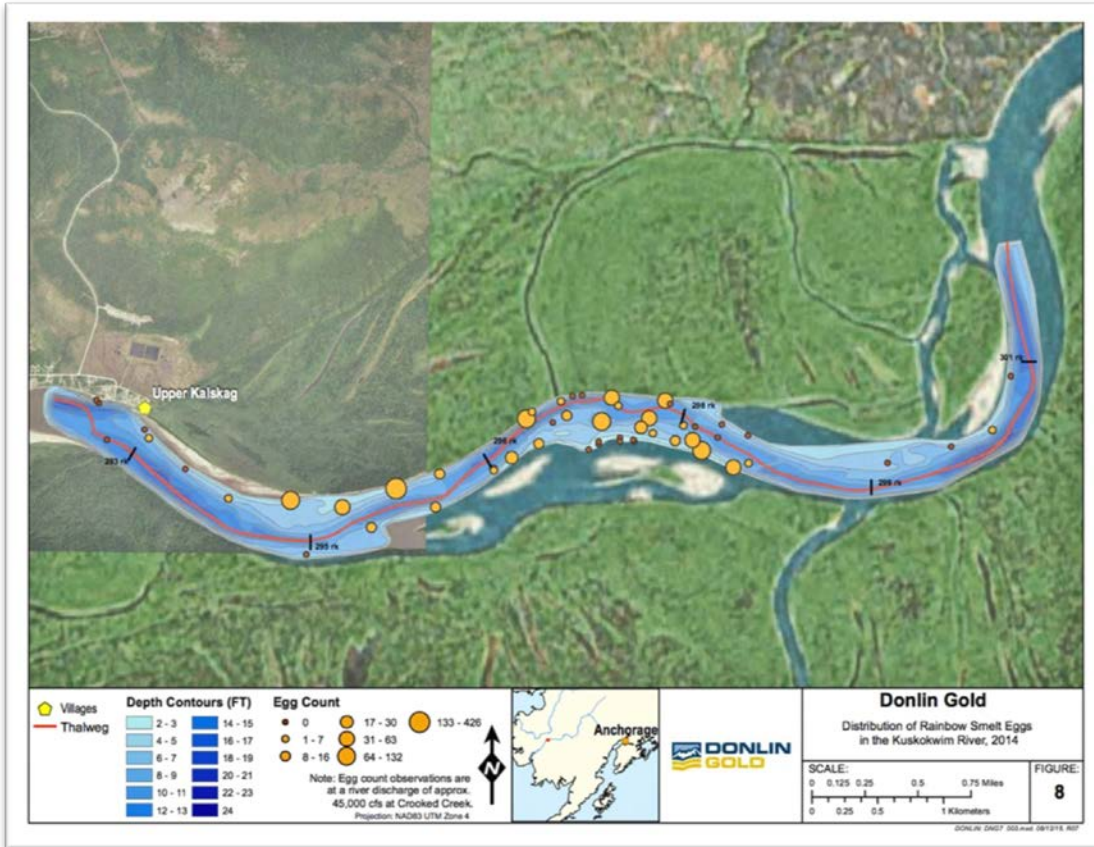 Upper Kalskag
293 rk
295 rk
296 rk
298 rk
299 rk
301 rk
Villages
Thalweg
Depth Contours (FT)
2 - 3
4 - 5
6 - 7
8 - 9
10 - 11
12 - 13
14 - 15
16 - 17
18 - 19
20 - 21
22 - 23
24
Egg Count
0
1 - 7
8 - 16
17 - 30
31 - 63
64 - 132
133 - 426
Note: Egg count observations are
at a river discharge of approx.
45,000 cfs at Crooked Creek.
Projection: NAD83 UTM Zone 4
N
Anchorage
DONLIN
GOLD
Donlin Gold
Distribution of Rainbow Smelt Eggs
in the Kuskokwim River, 2014
SCALE:
0 0.125 0.25 0.5 0.75 Miles
0 0.25 0.5 1 Kilometers
FIGURE:
8